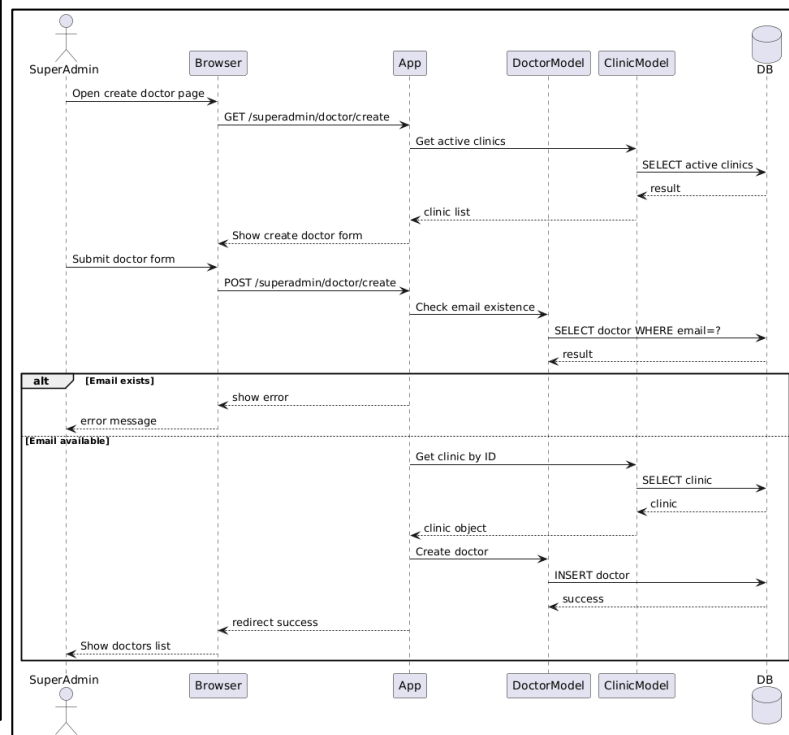 SuperAdmin
Browser
App
DoctorModel
ClinicModel
DB
Open create doctor page
GET /superadmin/doctor/create
Get active clinics
SELECT active clinics
result
clinic list
Show create doctor form
Submit doctor form
POST /superadmin/doctor/create
Check email existence
SELECT doctor WHERE email=?
result
alt [Email exists]
show error
error message
[Email available]
Get clinic by ID
SELECT clinic
clinic
clinic object
Create doctor
INSERT doctor
success
redirect success
Show doctors list
SuperAdmin
Browser
App
DoctorModel
ClinicModel
DB